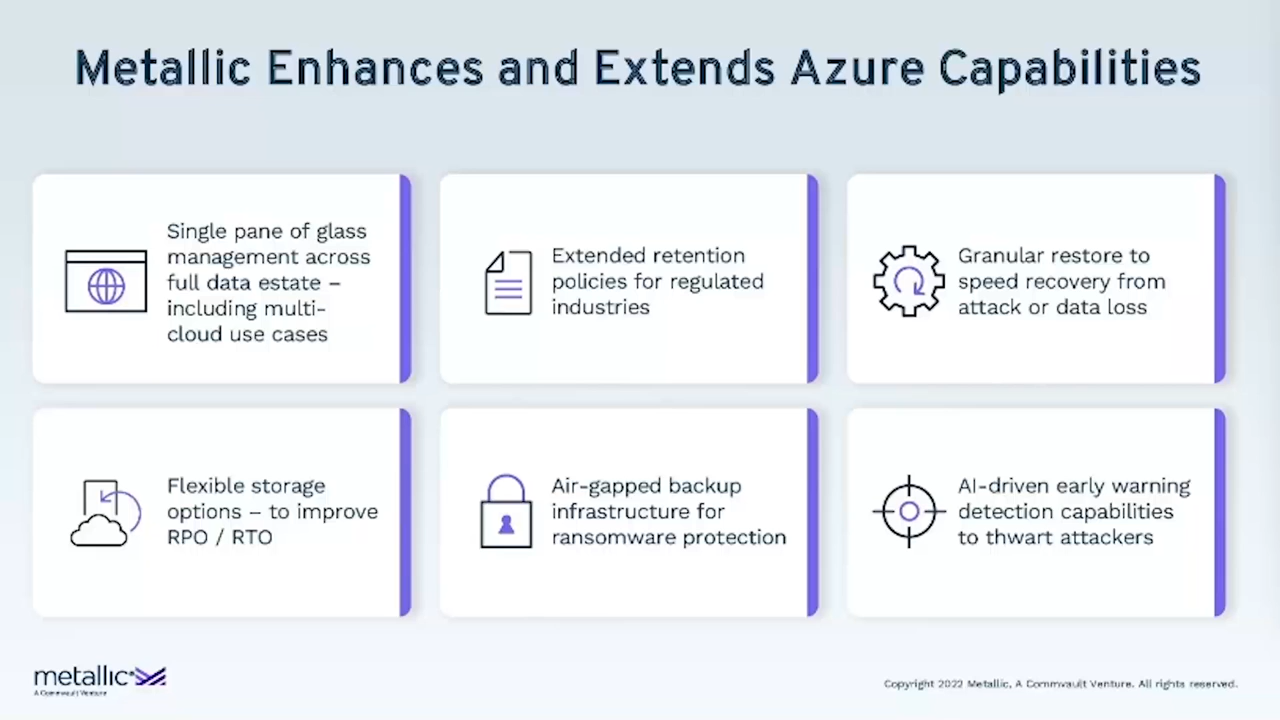 Metallic Enhances and Extends Azure Capabilities
Single pane of glass
management across
full data estate –
including multi-
cloud use cases
Extended retention
policies for regulated
industries
Granular restore to
speed recovery from
attack or data loss
Flexible storage
options – to improve
RPO / RTO
Air-gapped backup
infrastructure for
ransomware protection
AI-driven early warning
detection capabilities
to thwart attackers
metallic
A Commvault Venture
Copyright 2022 Metallic, A Commvault Venture. All rights reserved.